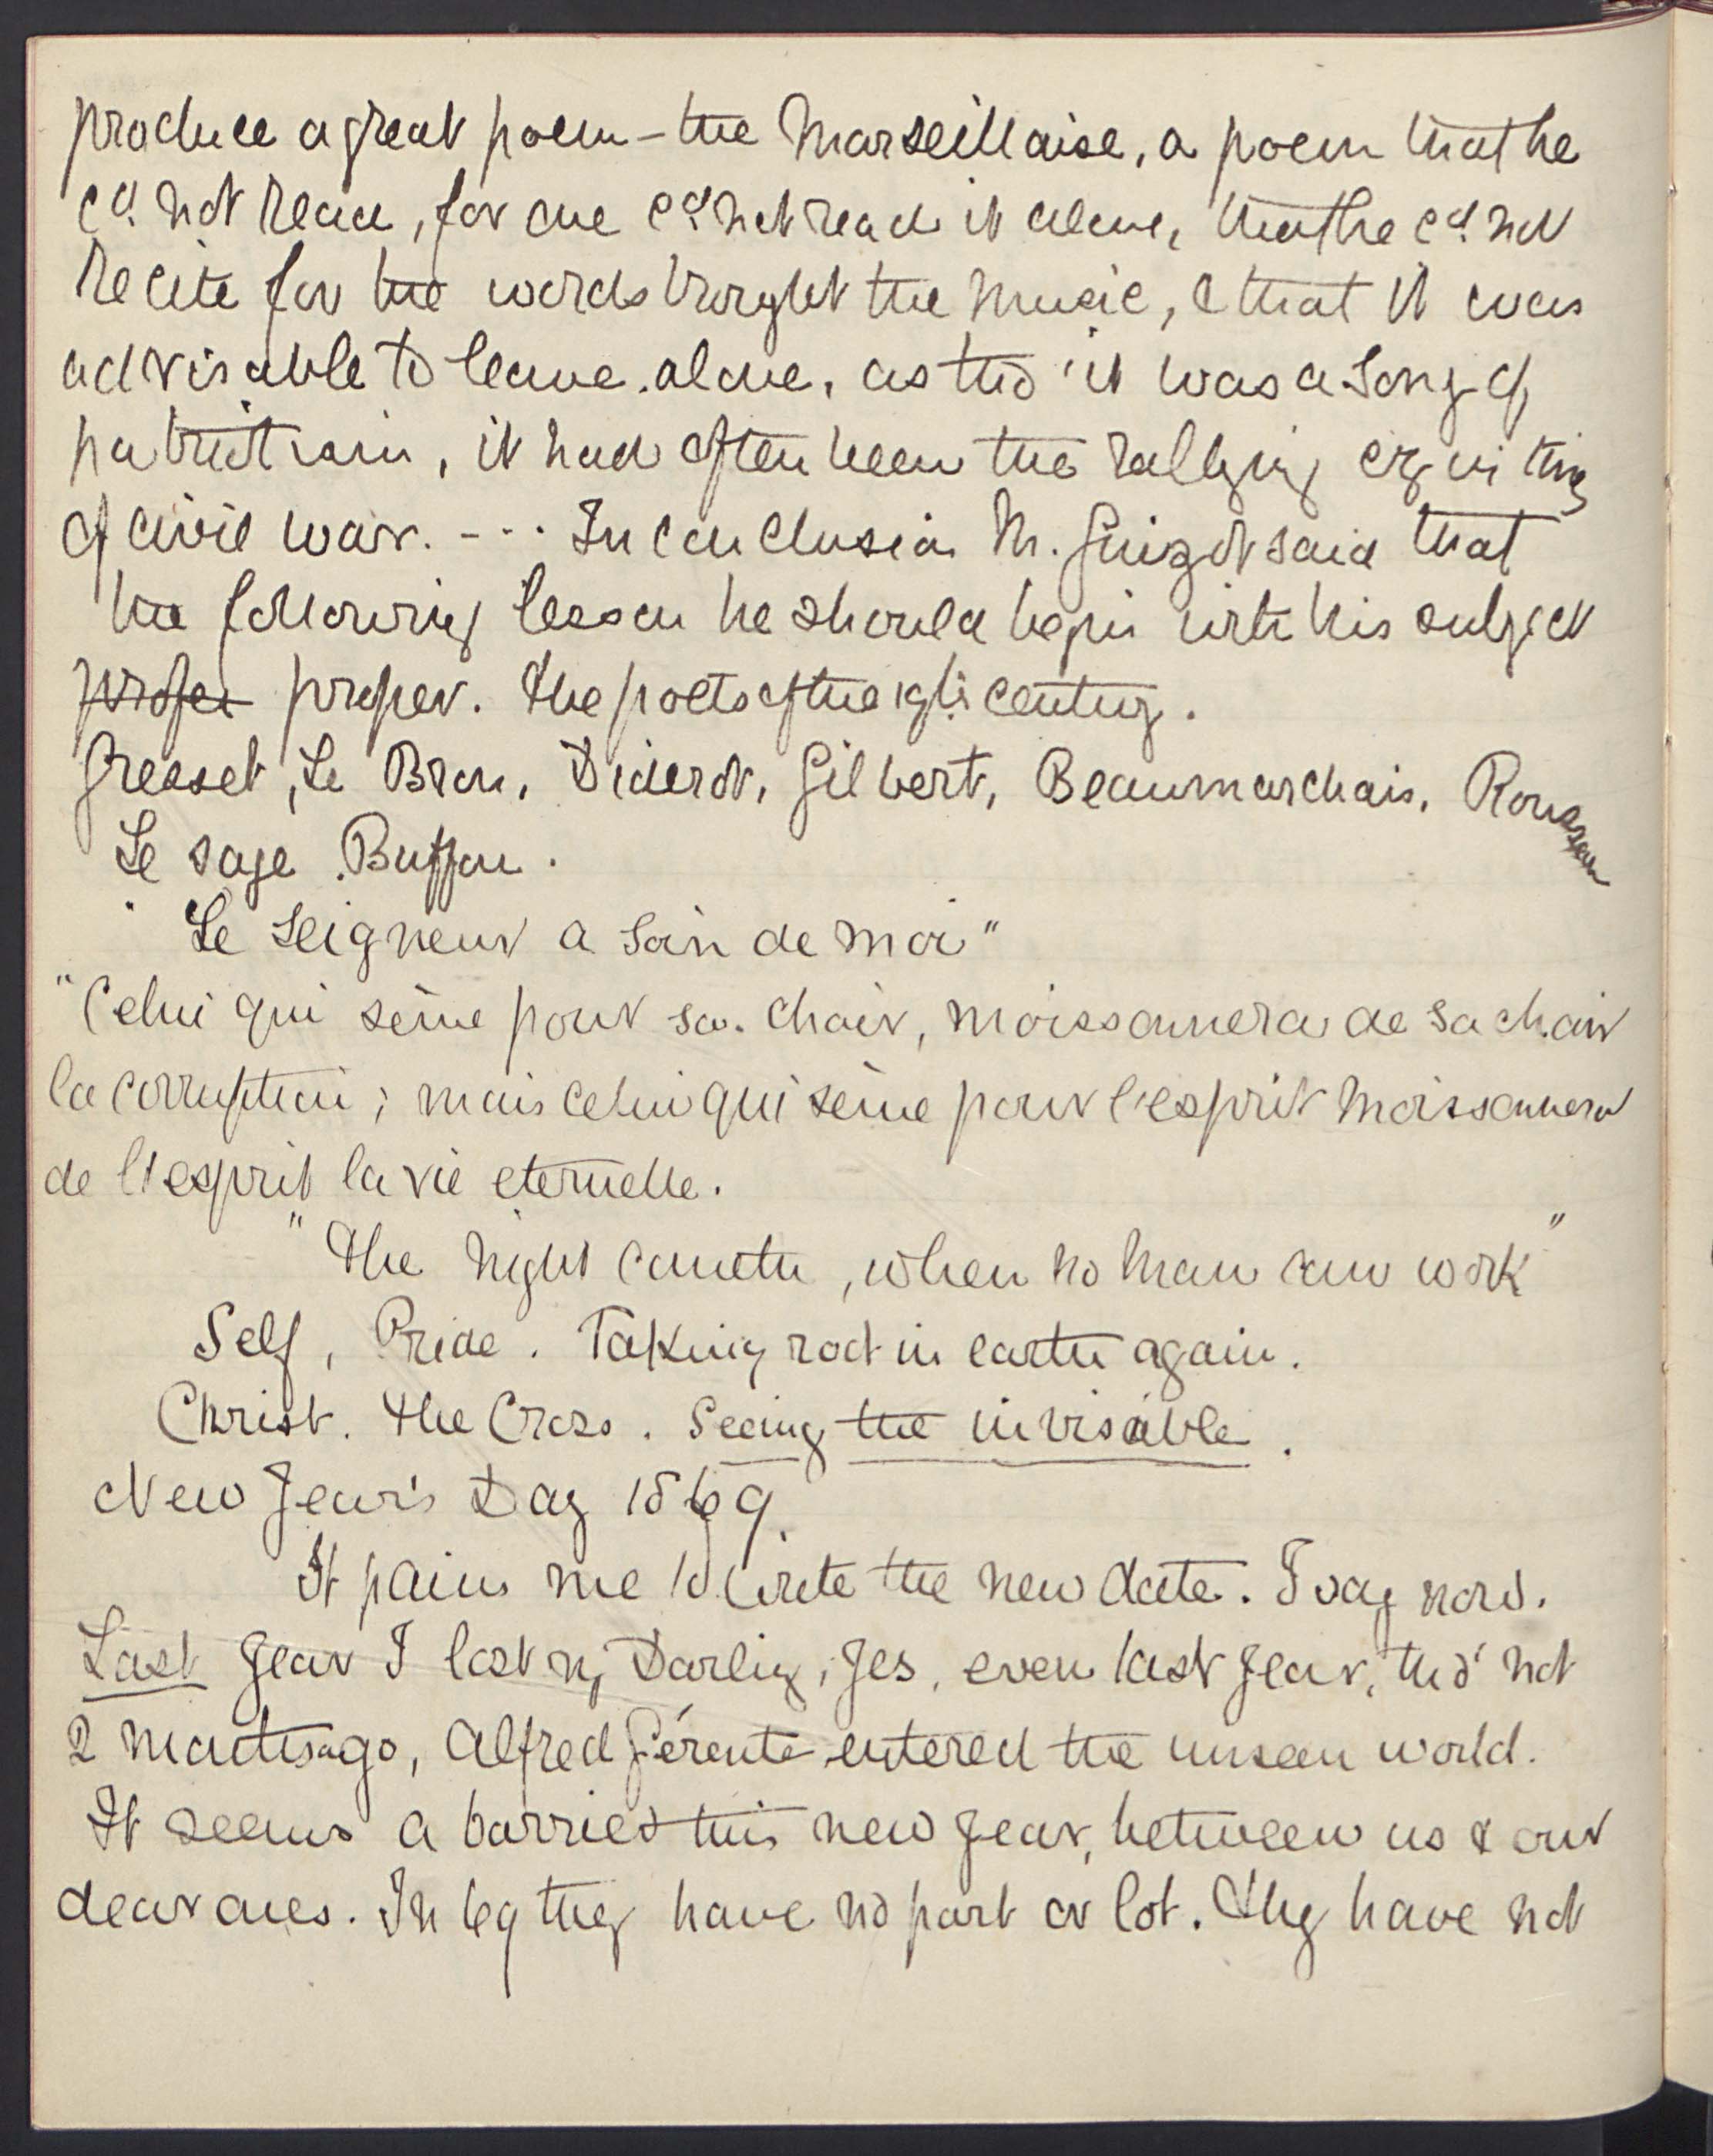 produce a great poem - the Marseillaise, a poem that he
cd. not read, for one cd. not read it alone, that he cd. not
recite for the words brought the music, & that it was
advisable to leave alone, as tho' it was a song of
patriotism, it had often been the rallying cry in time
of civil war. - - - In conclusion M. Guizot said that
the following lesson he should begin with his subject
proper proper. The poets of the 19th century.
Gresset, Le Brun, Diderot, Gilbert, Beaumarchais, Rousseau
Le sage. Buffon.
"Le Seigneur a soin de moi"
"Celui qui sème pour sa chair, moissonnera de sa chair
la corruption; mais celui qui sème pour l'esprit moissonnera
de l'esprit la vie eternelle.
"The night cometh, when no man can work"
Self, Pride. Taking root in earth again.
Christ. The Cross. Seeing the invisible.
New Year's Day 1869.
It pains me to write the new date. I say now.
Last year I lost my Darling, yes, even last year, tho' not
2 months ago, Alfred Gérente entered the unseen world.
It seems a barrier this new year, between us & our
dear ones. In 69 they have no part or lot. They have not